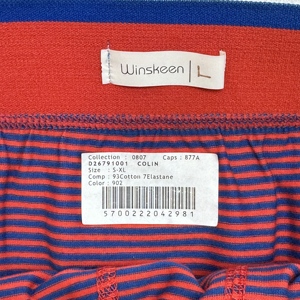 Winskeen L
Collection : 0807 Caps : 877A
D26791001 COLIN
Size : S-XL
Comp : 93Cotton 7Elastane
Color : 902
5700222042981